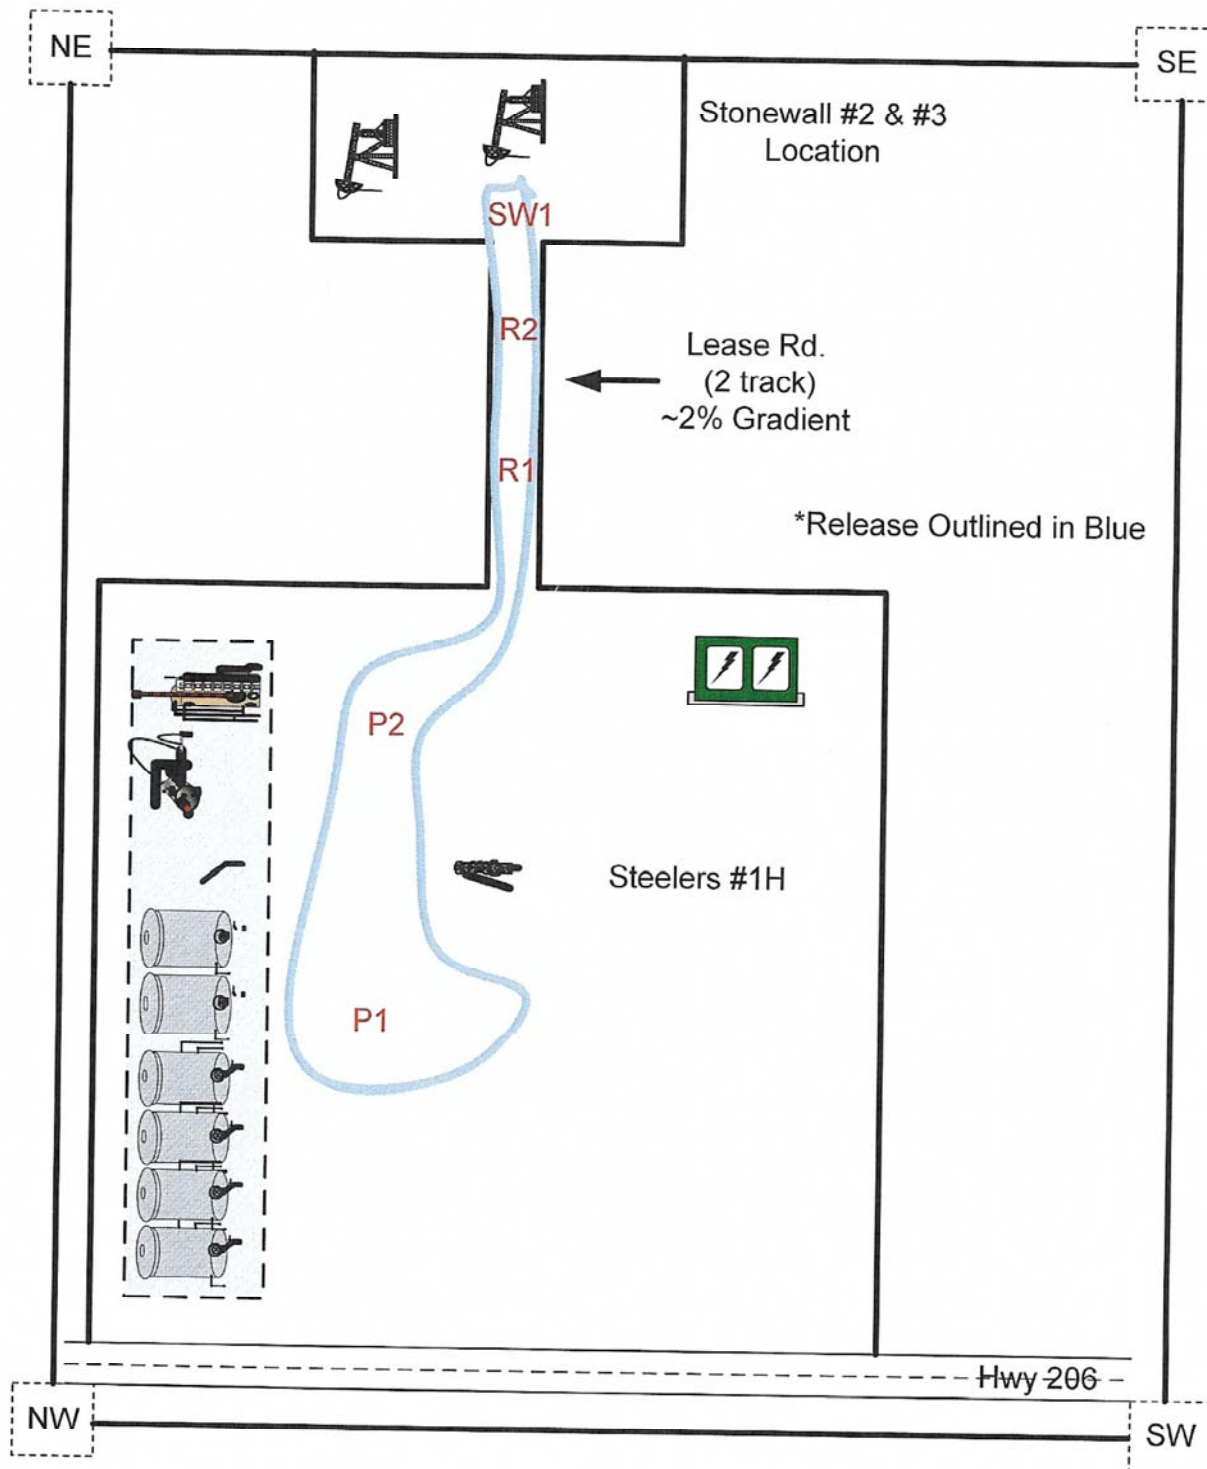 NE
SE
Stonewall #2 & #3
Location
SW1
R2
Lease Rd.
(2 track)
~2% Gradient
R1
*Release Outlined in Blue
P2
Steelers #1H
P1
Hwy 206
NW
SW